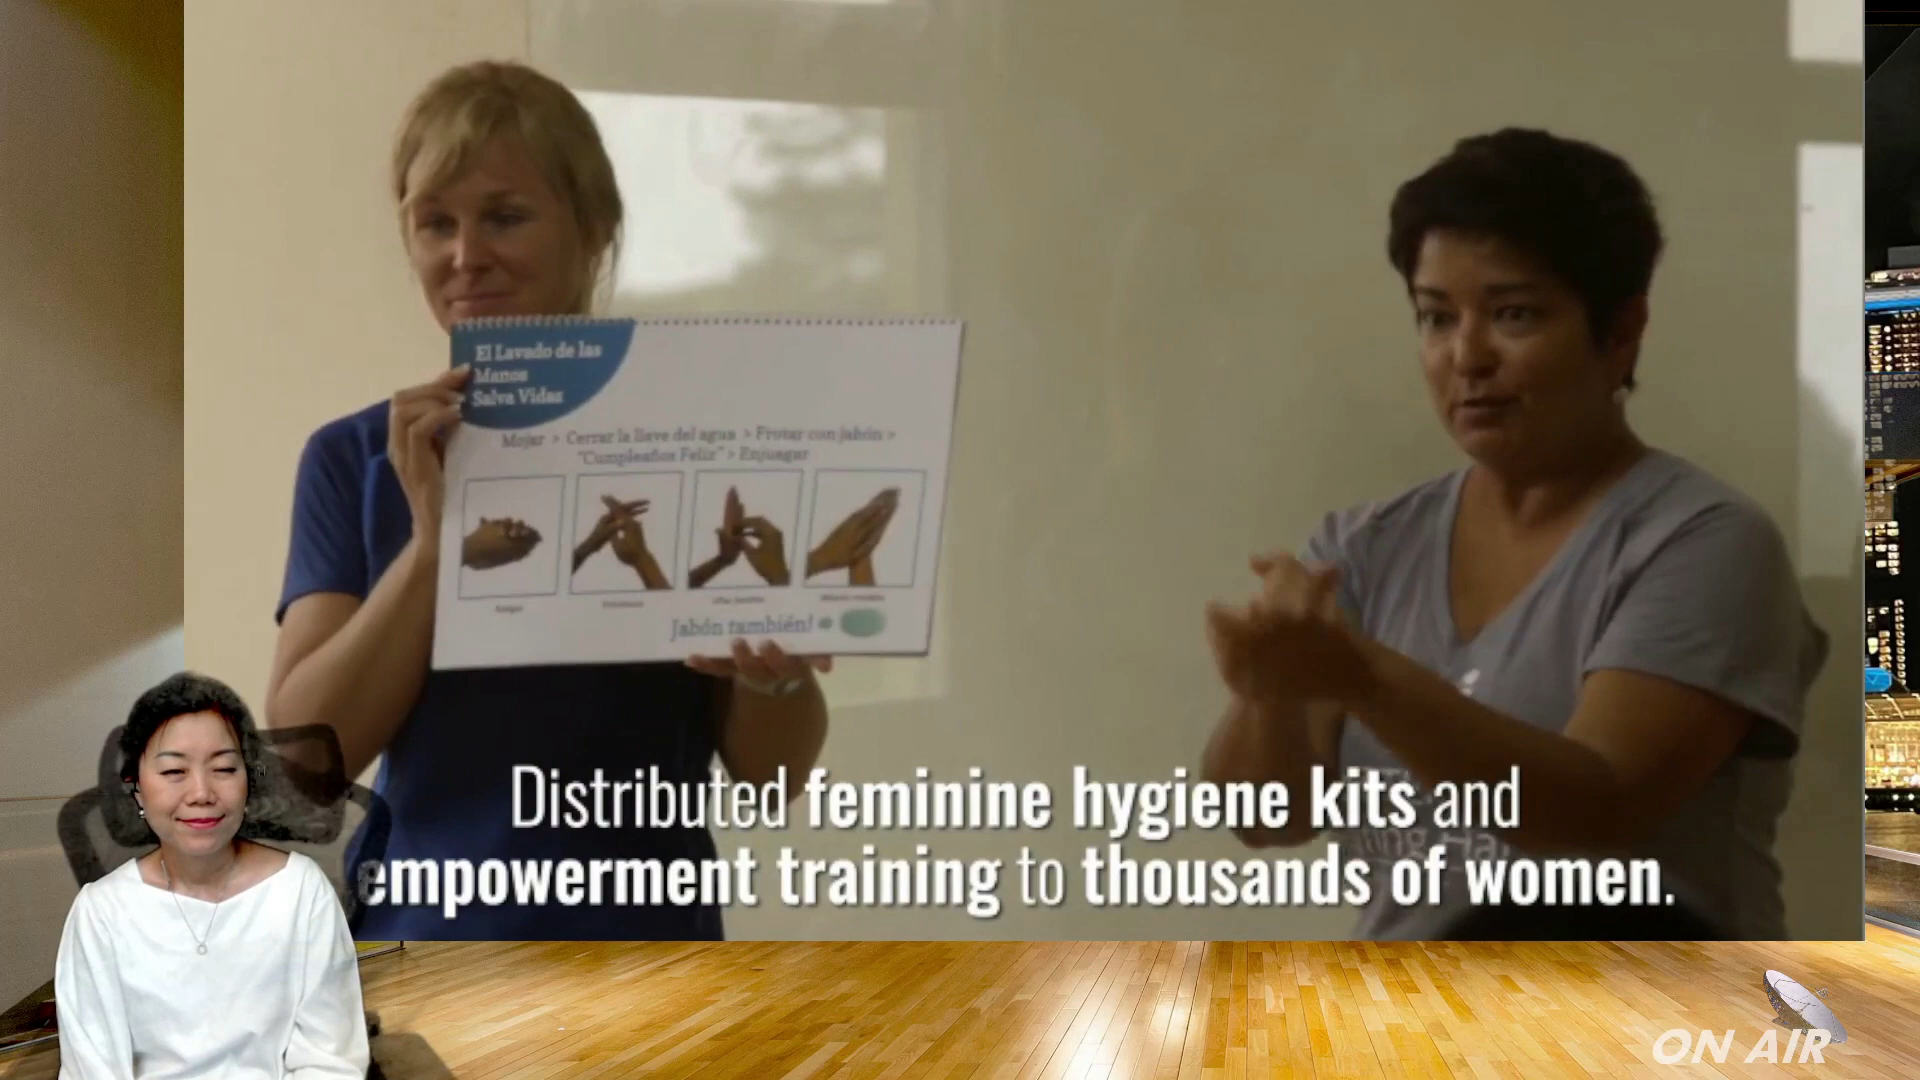 El Lavado de las
Manos
Salva Vidas
Mojar > Cerrar la llave del agua > Frotar con jabón >
"Cumpleaños Feliz" > Enjuagar
Jabón también!
Distributed feminine hygiene kits and
empowerment training to thousands of women.
ON AIR